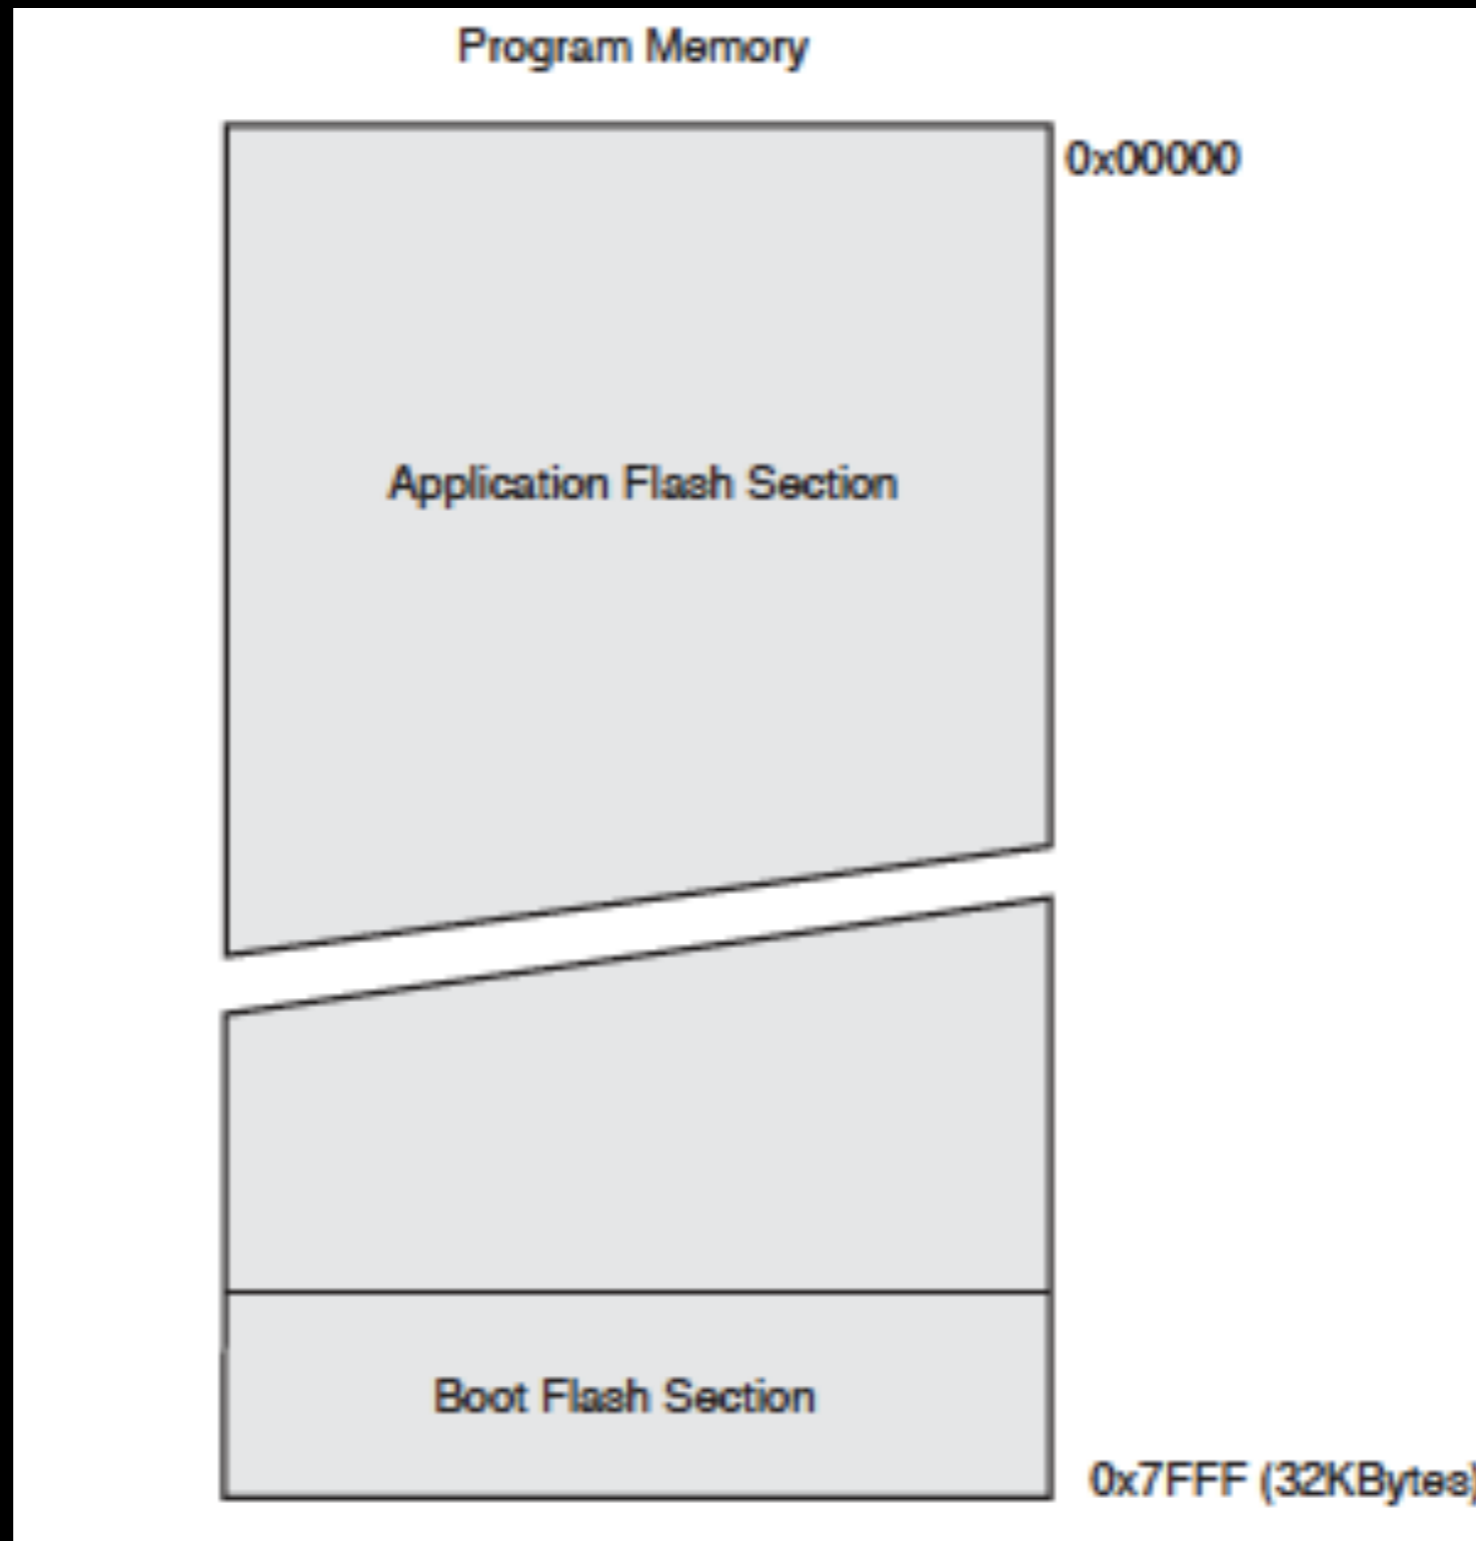 Program Memory
0x00000
Application Flash Section
Boot Flash Section
0x7FFF (32KBytes)